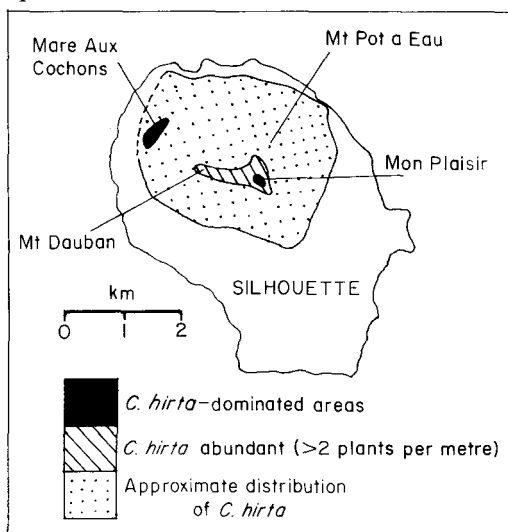 Mare Aux
Cochons
Mt Pot a Eau
Mon Plaisir
Mt Dauban
SILHOUETTE
km
0 1 2
C. hirta-dominated areas
C. hirta abundant (>2 plants per metre)
Approximate distribution
of C. hirta